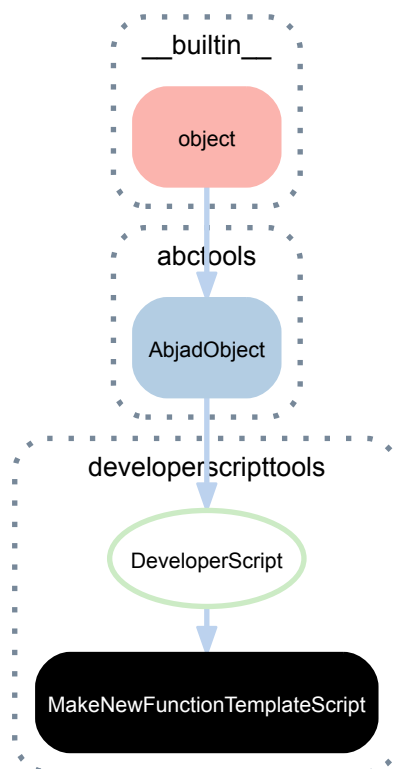 __builtin__
object
abctools
AbjadObject
developerscripttools
DeveloperScript
MakeNewFunctionTemplateScript